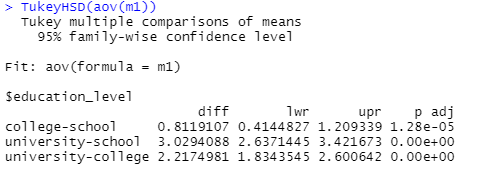 > TukeyHSD(aov(m1))
  Tukey multiple comparisons of means
    95% family-wise confidence level

Fit: aov(formula = m1)

$education_level
                        diff       lwr      upr    p adj
college-school     0.8119107 0.4144827 1.209339 1.28e-05
university-school  3.0294088 2.6371445 3.421673 0.00e+00
university-college 2.2174981 1.8343545 2.600642 0.00e+00